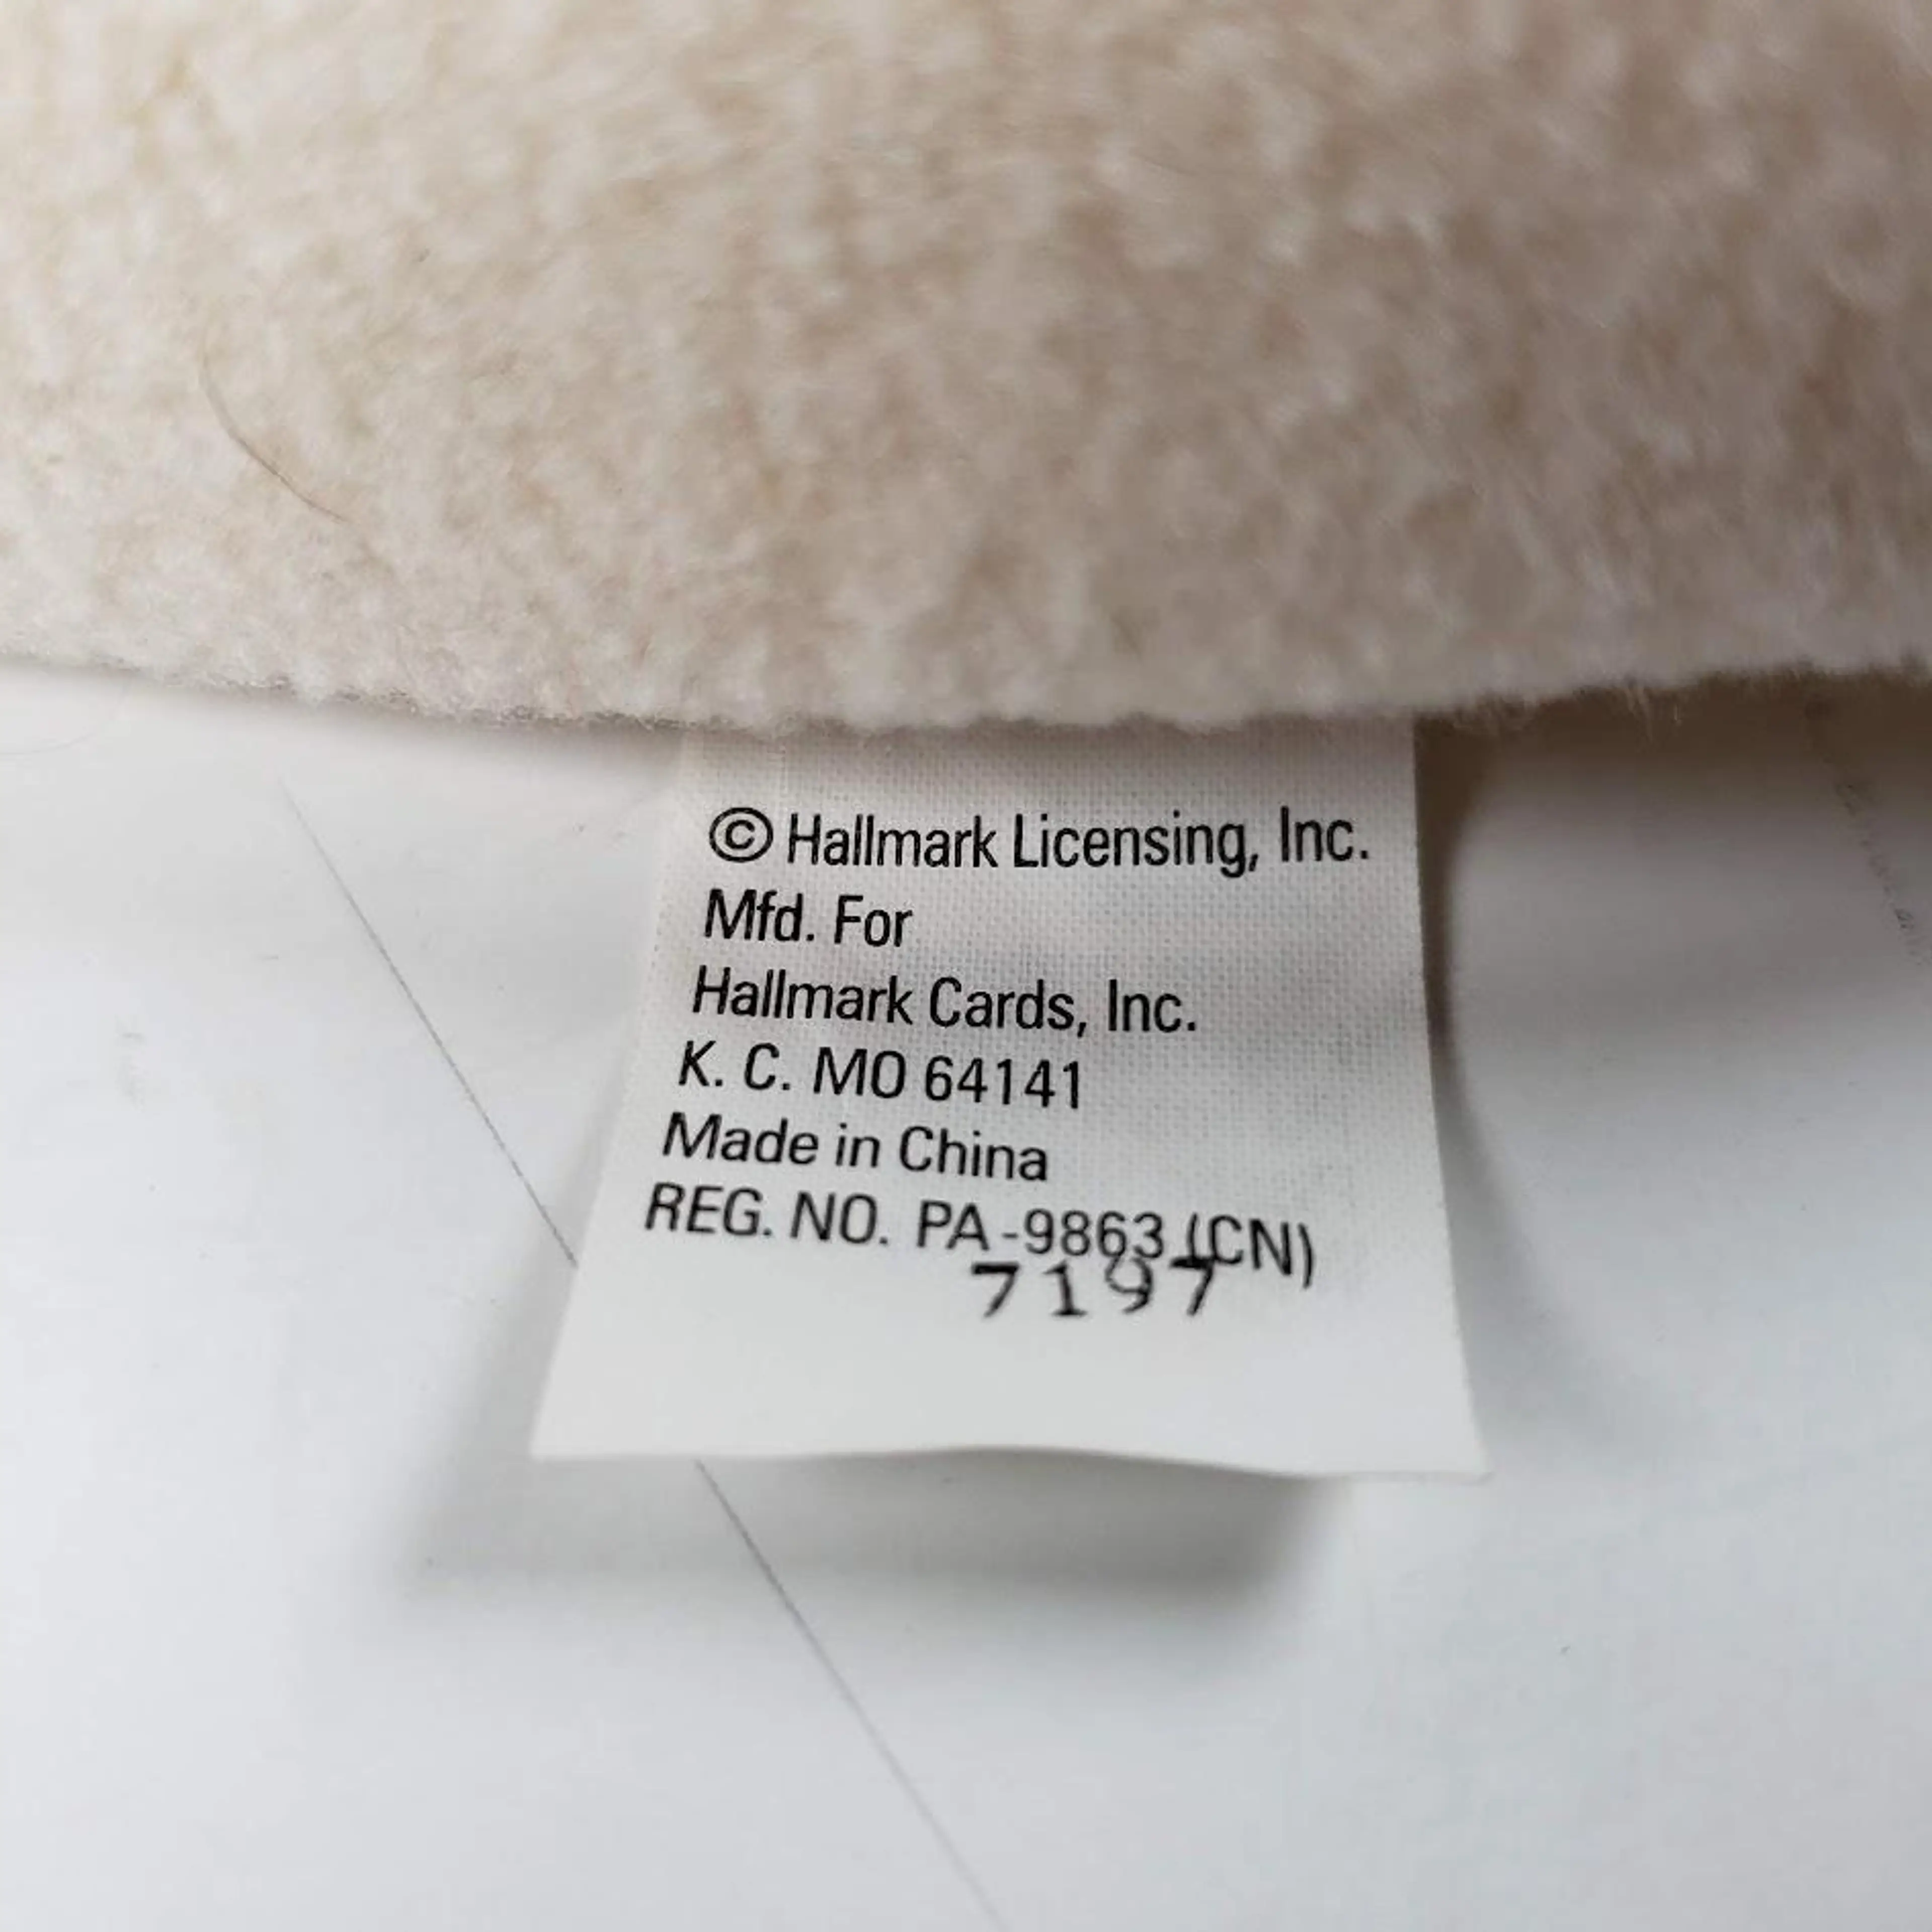 © Hallmark Licensing, Inc.
Mfd. For
Hallmark Cards, Inc.
K. C. MO 64141
Made in China
REG. NO. PA-9863 (CN)
7197